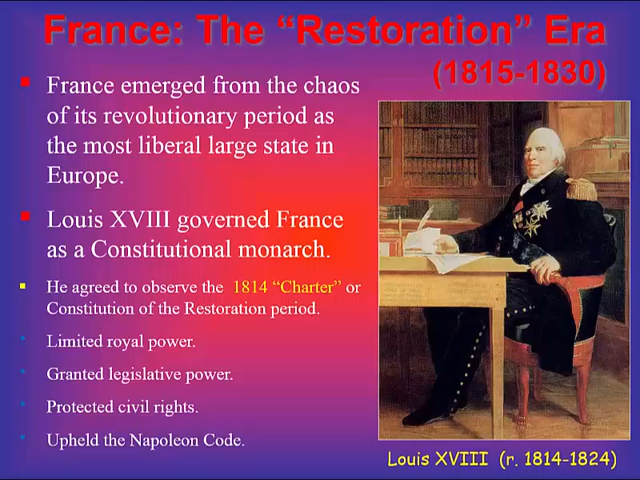 France: The “Restoration” Era
(1815-1830)
France emerged from the chaos
of its revolutionary period as
the most liberal large state in
Europe.
Louis XVIII governed France
as a Constitutional monarch.
He agreed to observe the 1814 “Charter” or
Constitution of the Restoration period.
Limited royal power.
Granted legislative power.
Protected civil rights.
Upheld the Napoleon Code.
Louis XVIII (r. 1814-1824)